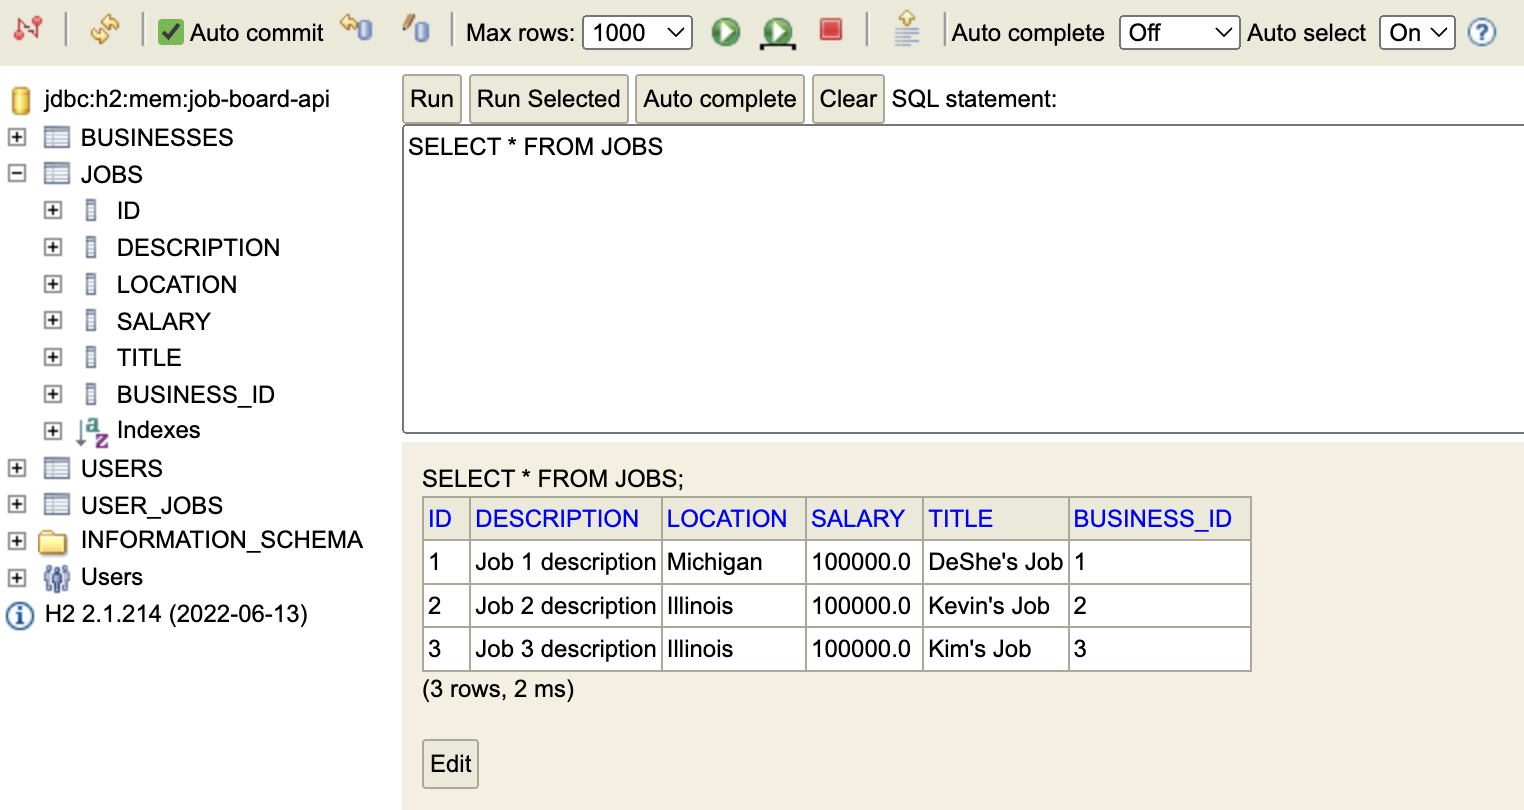 Auto commit Max rows: 1000 Auto complete Off Auto select On ?
jdbc:h2:mem:job-board-api
BUSINESSES
JOBS
ID
DESCRIPTION
LOCATION
SALARY
TITLE
BUSINESS_ID
a z Indexes
USERS
USER_JOBS
INFORMATION_SCHEMA
Users
i H2 2.1.214 (2022-06-13)
Run Run Selected Auto complete Clear SQL statement:
SELECT * FROM JOBS
SELECT * FROM JOBS;
ID DESCRIPTION LOCATION SALARY TITLE BUSINESS_ID
1 Job 1 description Michigan 100000.0 DeShe's Job 1
2 Job 2 description Illinois 100000.0 Kevin's Job 2
3 Job 3 description Illinois 100000.0 Kim's Job 3
(3 rows, 2 ms)
Edit